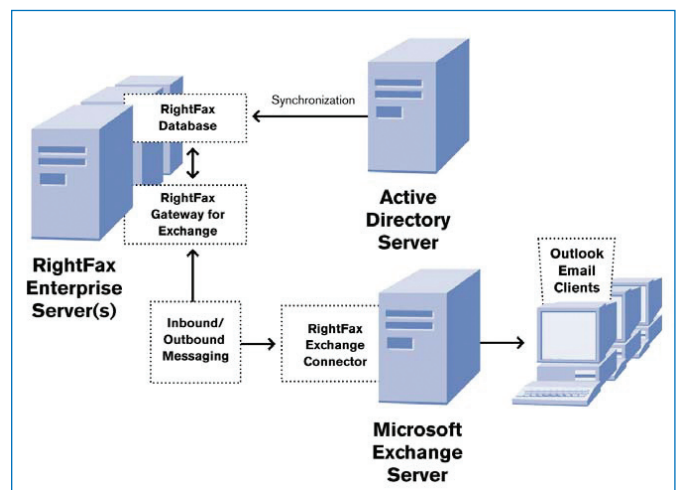 RightFax
Database
Synchronization
RightFax
Gateway for
Exchange
Active
Directory
Server
RightFax
Enterprise
Server(s)
Outlook
Email
Clients
Inbound/
Outbound
Messaging
RightFax
Exchange
Connector
Microsoft
Exchange
Server